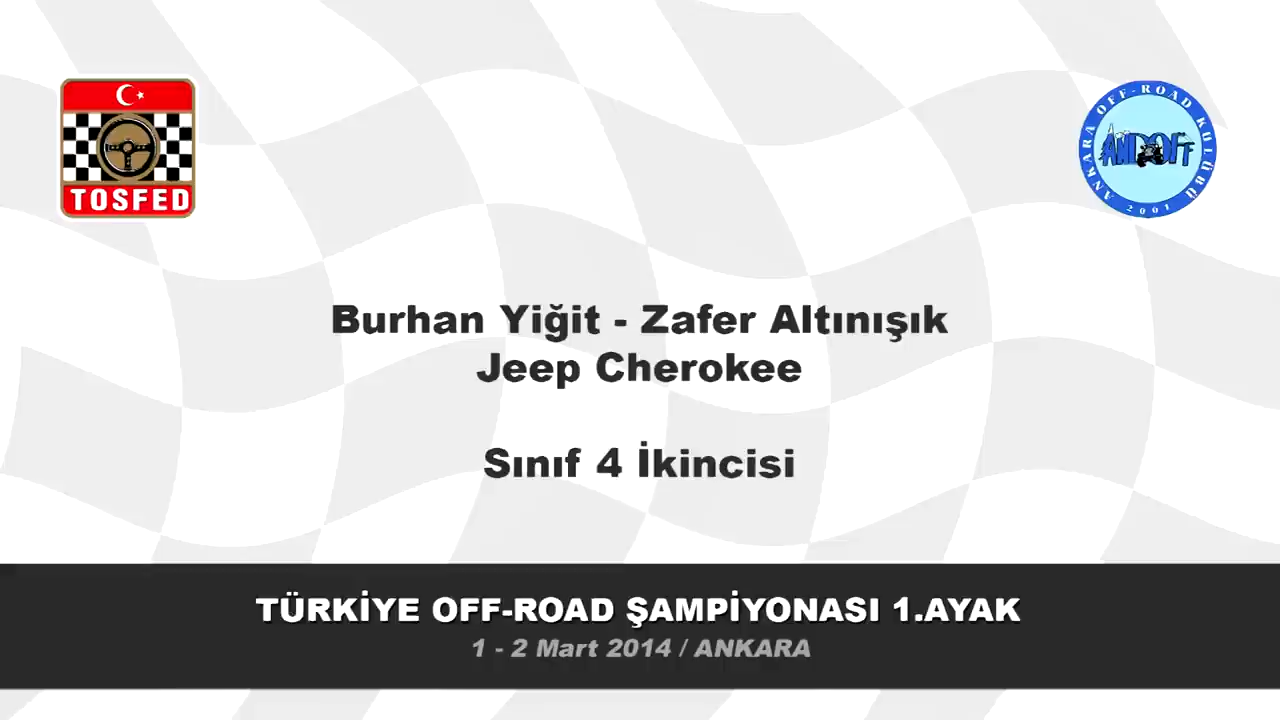 TOSFED
ANKARA OFF-ROAD KULÜBÜ
ANDOFF
2001
Burhan Yiğit - Zafer Altınışık
Jeep Cherokee
Sınıf 4 İkincisi
TÜRKİYE OFF-ROAD ŞAMPİYONASI 1.AYAK
1 - 2 Mart 2014 / ANKARA